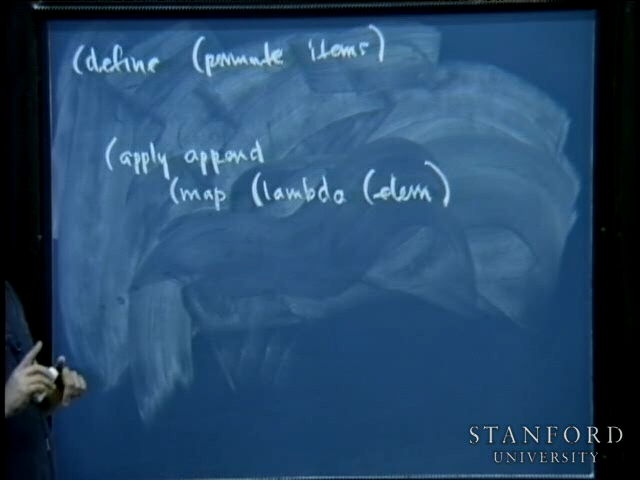 (define (permute items)
(apply append
(map (lambda (elem)
STANFORD
UNIVERSITY